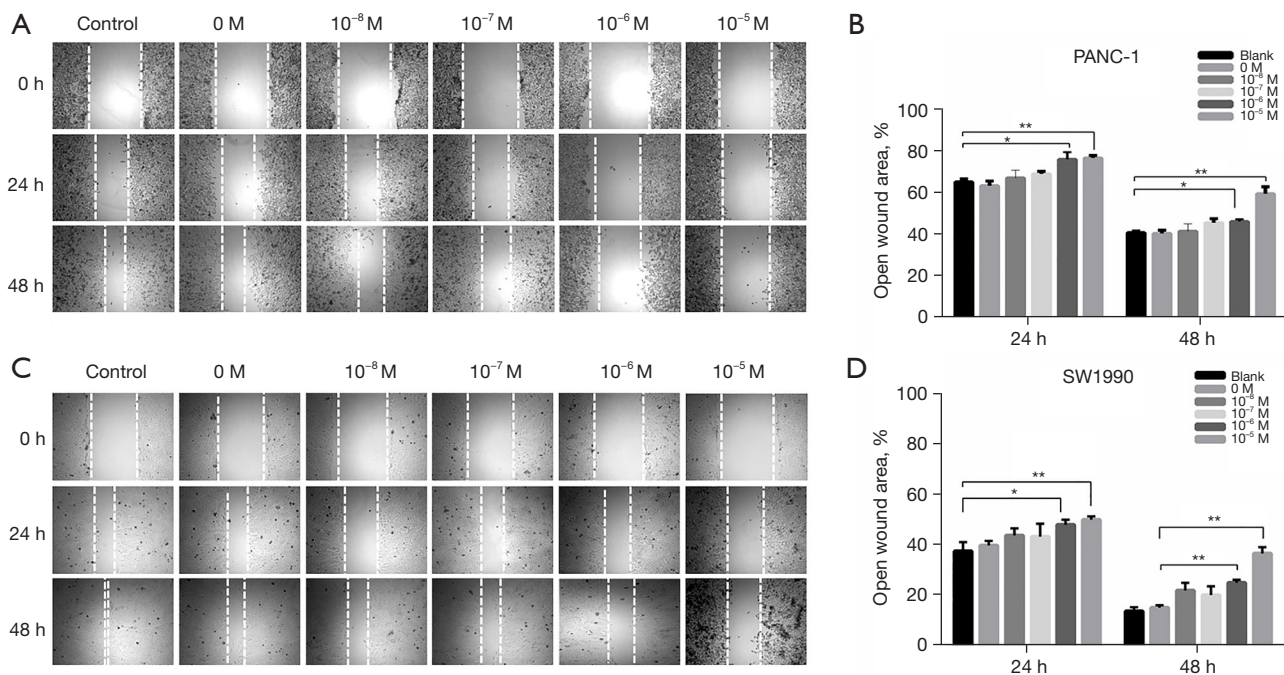 A
Control 0 M 10⁻⁸ M 10⁻⁷ M 10⁻⁶ M 10⁻⁵ M
0 h
24 h
48 h
B
PANC-1
Blank
0 M
10⁻⁸ M
10⁻⁷ M
10⁻⁶ M
10⁻⁵ M
Open wound area, %
100
80
60
40
20
0
**
*
**
*
24 h 48 h
C
Control 0 M 10⁻⁸ M 10⁻⁷ M 10⁻⁶ M 10⁻⁵ M
0 h
24 h
48 h
D
SW1990
Blank
0 M
10⁻⁸ M
10⁻⁷ M
10⁻⁶ M
10⁻⁵ M
Open wound area, %
100
80
60
40
20
0
**
*
**
**
24 h 48 h